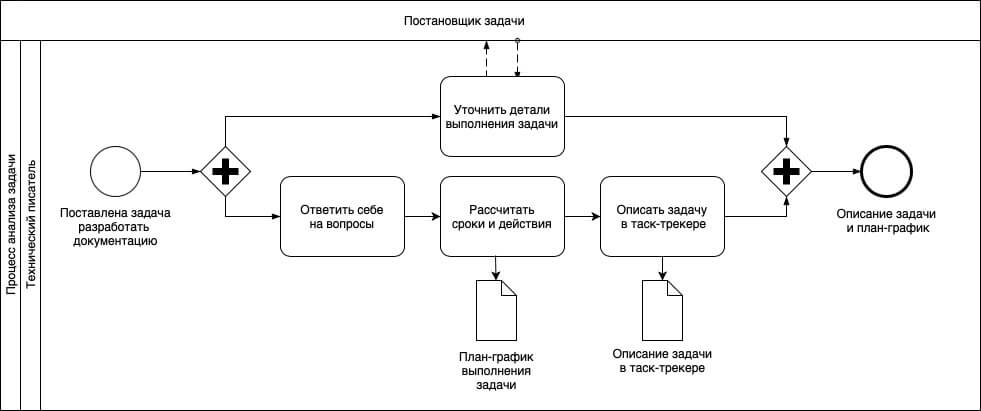 Постановщик задачи
Процесс анализа задачи
Технический писатель
Уточнить детали
выполнения задачи
Поставлена задача
разработать
документацию
Ответить себе
на вопросы
Рассчитать
сроки и действия
Описать задачу
в таск-трекере
Описание задачи
и план-график
План-график
выполнения
задачи
Описание задачи
в таск-трекере